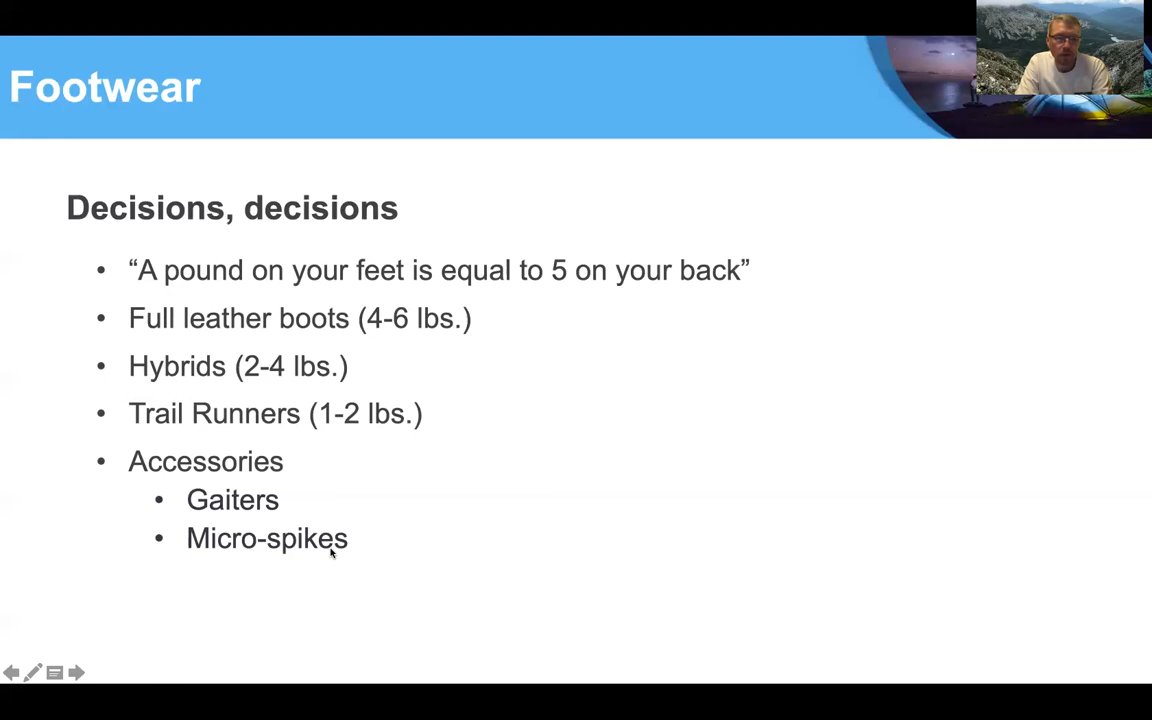 Footwear
Decisions, decisions
• “A pound on your feet is equal to 5 on your back”
• Full leather boots (4-6 lbs.)
• Hybrids (2-4 lbs.)
• Trail Runners (1-2 lbs.)
• Accessories
• Gaiters
• Micro-spikes